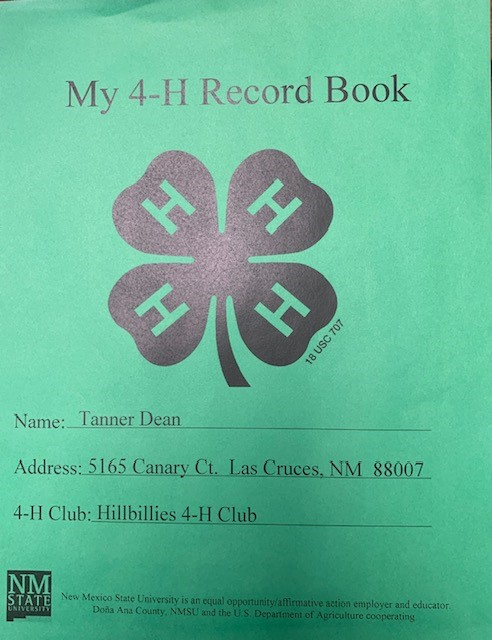 My 4-H Record Book
H H
H H
18 USC 707
Name: Tanner Dean
Address: 5165 Canary Ct. Las Cruces, NM 88007
4-H Club: Hillbillies 4-H Club
NM
STATE
UNIVERSITY
New Mexico State University is an equal opportunity/affirmative action employer and educator.
Doña Ana County, NMSU and the U.S. Department of Agriculture cooperating.